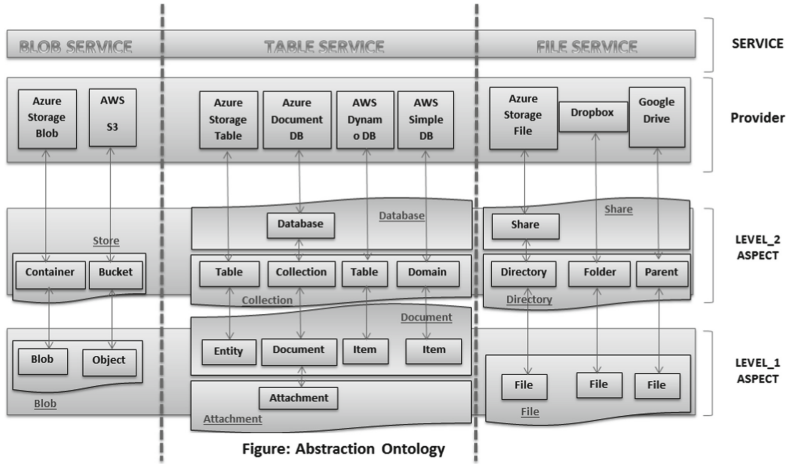 BLOB SERVICE TABLE SERVICE FILE SERVICE SERVICE
Azure
Storage
Blob
AWS
S3
Azure
Storage
Table
Azure
Document
DB
AWS
Dynam
o DB
AWS
Simple
DB
Azure
Storage
File
Dropbox
Google
Drive
Provider
Store
Database
Database
Share
Share
LEVEL_2
ASPECT
Container Bucket
Table Collection Table Domain
Collection
Directory Folder Parent
Directory
Blob Object
Blob
Document
Entity Document Item Item
Attachment
Attachment
File File File
File
LEVEL_1
ASPECT
Figure: Abstraction Ontology